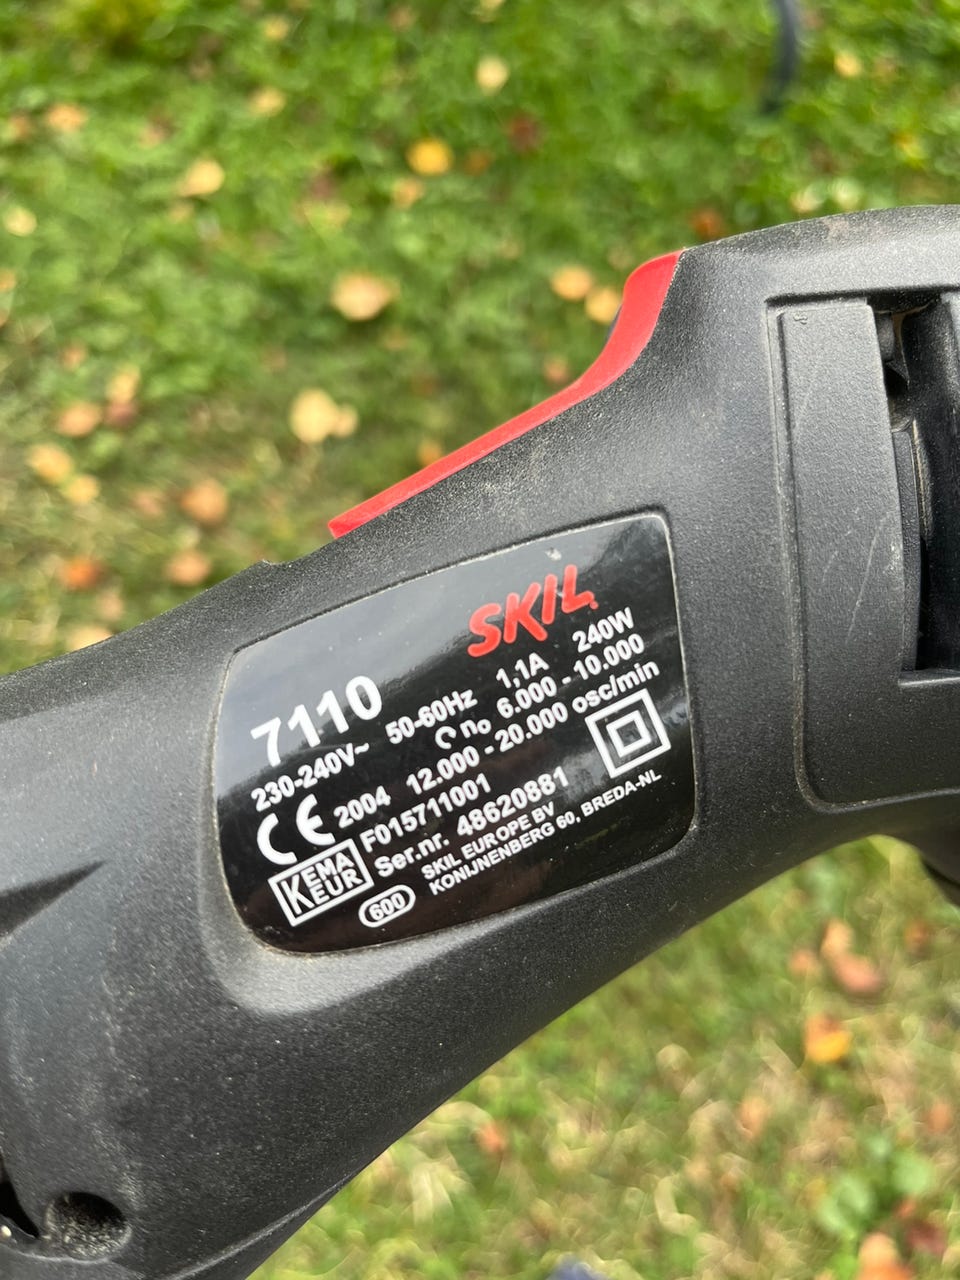 SKIL
7110
230-240V~ 50-60Hz 1,1A 240W
n₀ 6.000 - 10.000
CE 2004 12.000 - 20.000 osc/min
F015711001
KEMA KEUR Ser.nr. 48620881
600 SKIL EUROPE BV
KONIJNENBERG 60, BREDA-NL